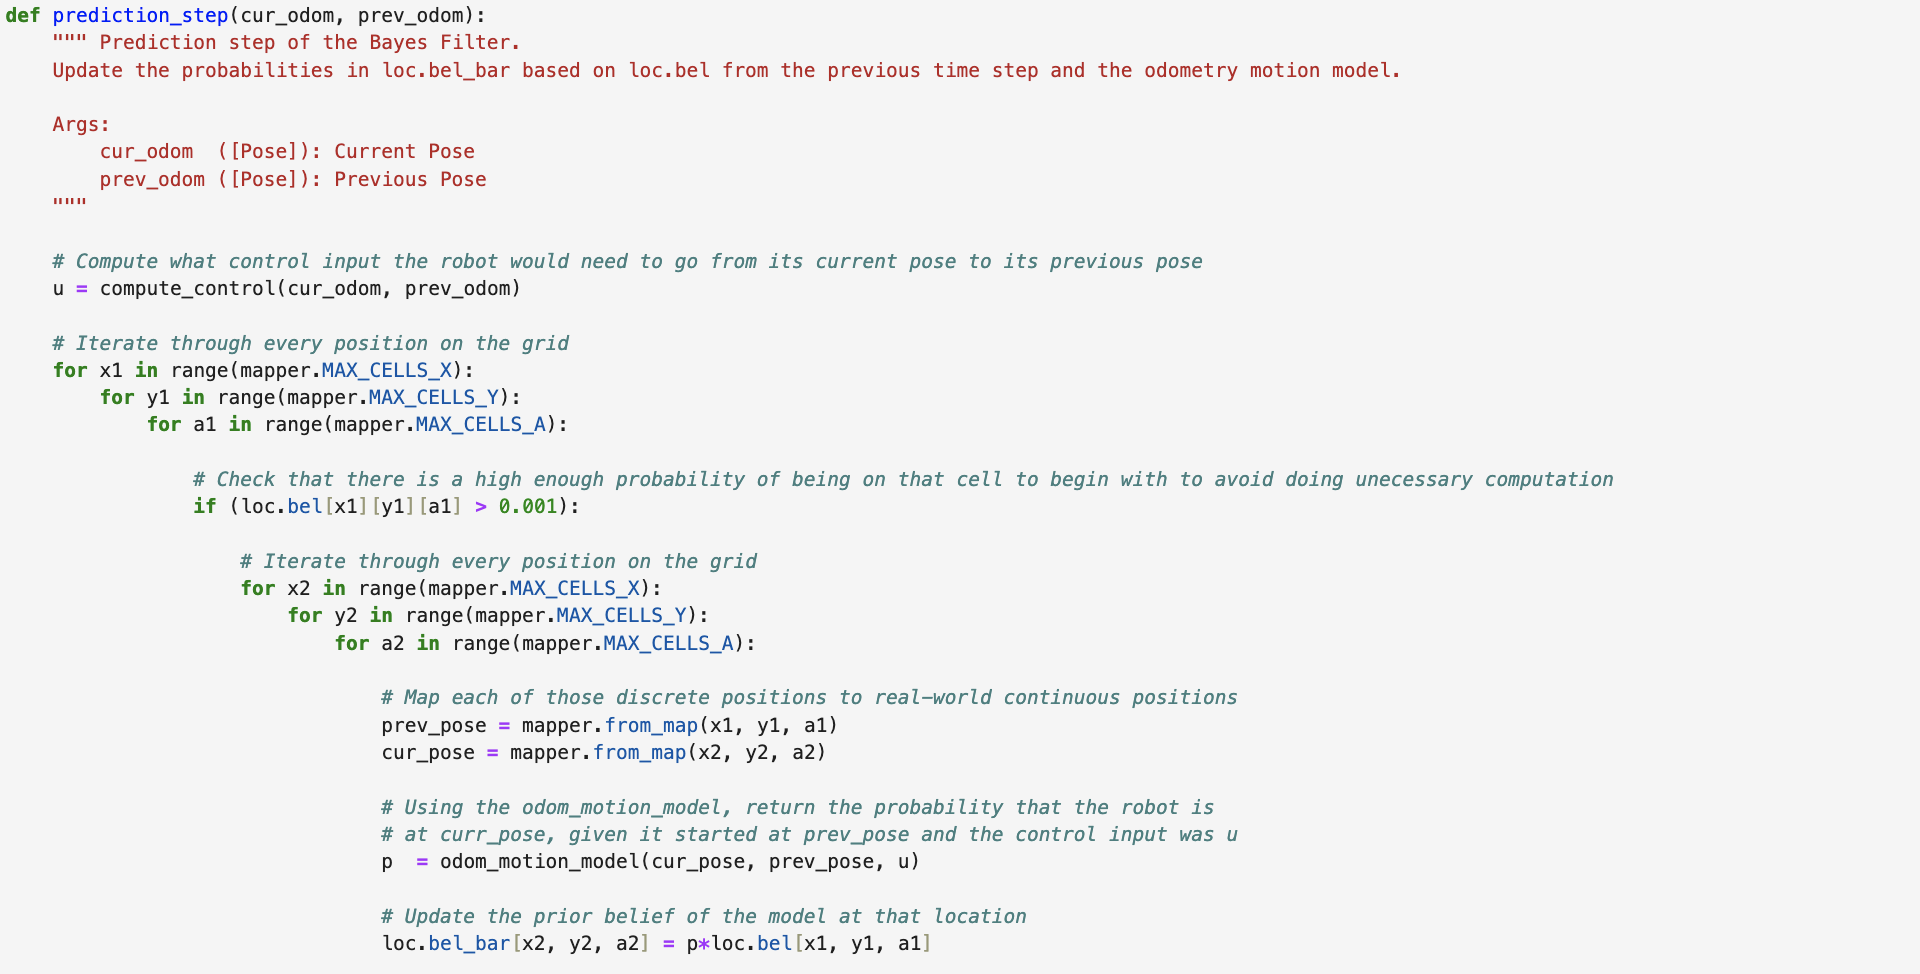 def prediction_step(cur_odom, prev_odom):
    """ Prediction step of the Bayes Filter.
    Update the probabilities in loc.bel_bar based on loc.bel from the previous time step and the odometry motion model.

    Args:
        cur_odom  ([Pose]): Current Pose
        prev_odom ([Pose]): Previous Pose
    """

    # Compute what control input the robot would need to go from its current pose to its previous pose
    u = compute_control(cur_odom, prev_odom)

    # Iterate through every position on the grid
    for x1 in range(mapper.MAX_CELLS_X):
        for y1 in range(mapper.MAX_CELLS_Y):
            for a1 in range(mapper.MAX_CELLS_A):

                # Check that there is a high enough probability of being on that cell to begin with to avoid doing unecessary computation
                if (loc.bel[x1][y1][a1] > 0.001):

                    # Iterate through every position on the grid
                    for x2 in range(mapper.MAX_CELLS_X):
                        for y2 in range(mapper.MAX_CELLS_Y):
                            for a2 in range(mapper.MAX_CELLS_A):

                                # Map each of those discrete positions to real-world continuous positions
                                prev_pose = mapper.from_map(x1, y1, a1)
                                cur_pose = mapper.from_map(x2, y2, a2)

                                # Using the odom_motion_model, return the probability that the robot is
                                # at curr_pose, given it started at prev_pose and the control input was u
                                p  = odom_motion_model(cur_pose, prev_pose, u)

                                # Update the prior belief of the model at that location
                                loc.bel_bar[x2, y2, a2] = p*loc.bel[x1, y1, a1]